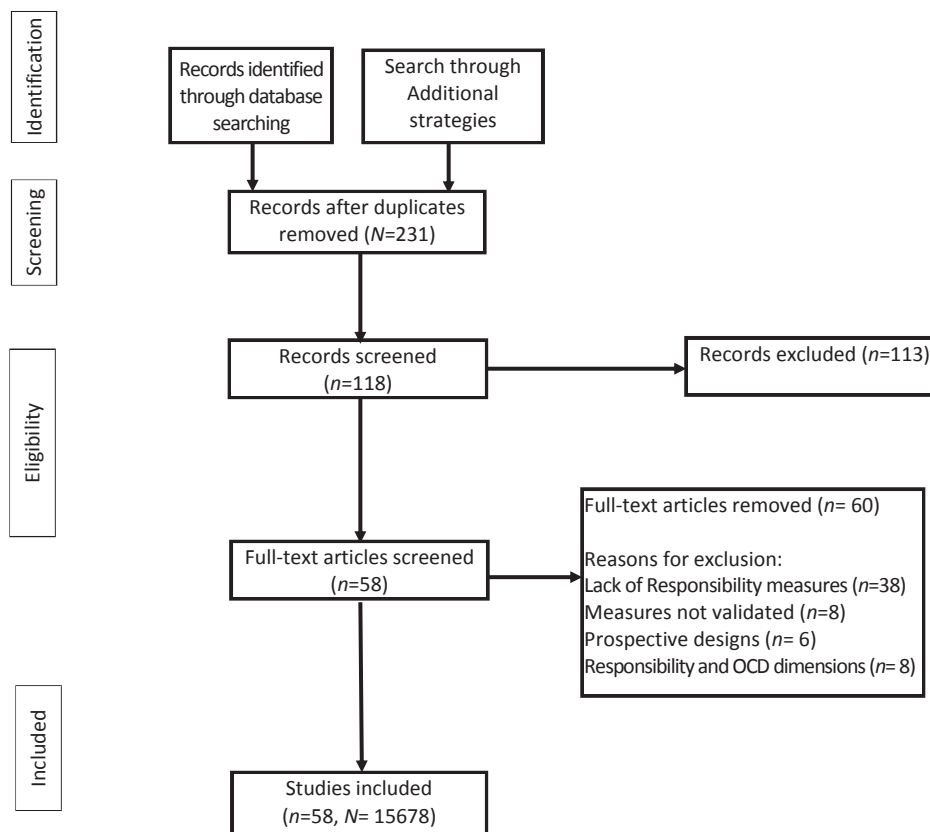 Identification
Records identified
through database
searching
Search through
Additional
strategies
Screening
Records after duplicates
removed (N=231)
Eligibility
Records screened
(n=118)
Records excluded (n=113)
Full-text articles screened
(n=58)
Full-text articles removed (n= 60)
Reasons for exclusion:
Lack of Responsibility measures (n=38)
Measures not validated (n=8)
Prospective designs (n= 6)
Responsibility and OCD dimensions (n= 8)
Included
Studies included
(n=58, N= 15678)